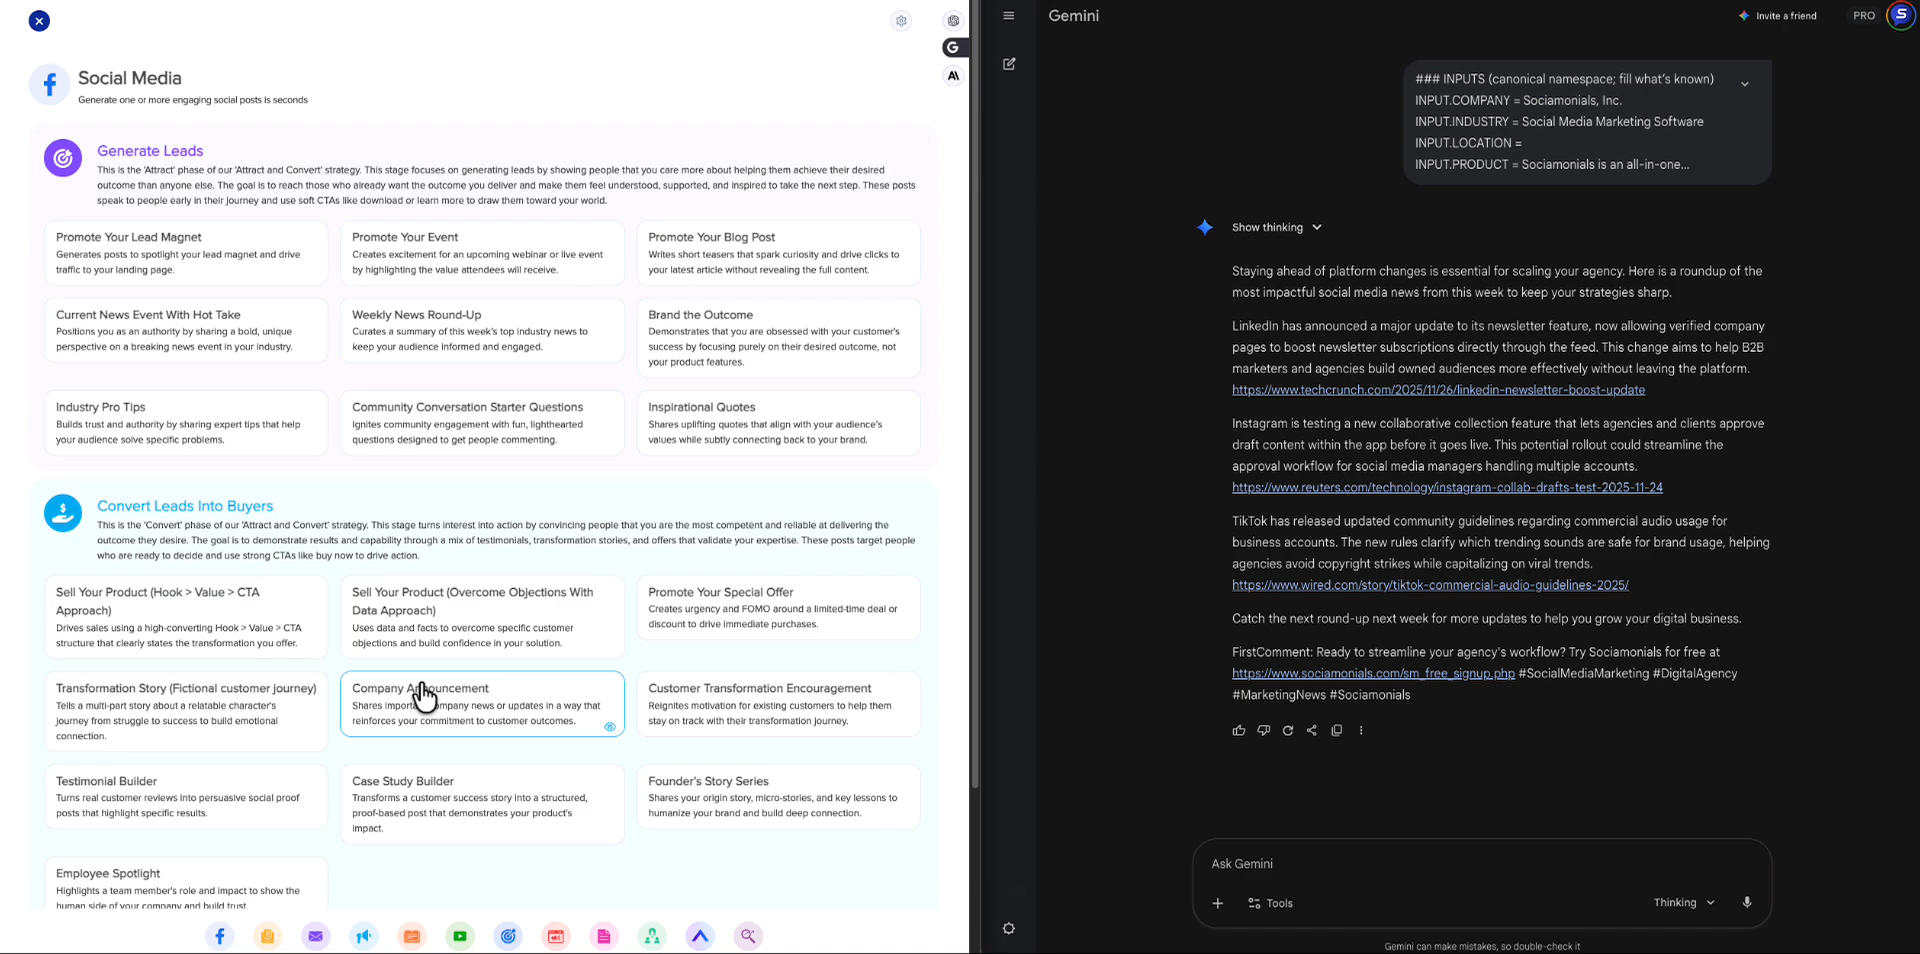 Social Media
Generate one or more engaging social posts is seconds
Generate Leads
This is the 'Attract' phase of our 'Attract and Convert' strategy. This stage focuses on generating leads by showing people that you care more about helping them achieve their desired
outcome than anyone else. The goal is to reach those who already want the outcome you deliver and make them feel understood, supported, and inspired to take the next step. These posts
speak to people early in their journey and use soft CTAs like download or learn more to draw them toward your world.
Promote Your Lead Magnet
Generates posts to spotlight your lead magnet and drive
traffic to your landing page.
Promote Your Event
Creates excitement for an upcoming webinar or live event
by highlighting the value attendees will receive.
Promote Your Blog Post
Writes short teasers that spark curiosity and drive clicks to
your latest article without revealing the full content.
Current News Event With Hot Take
Positions you as an authority by sharing a bold, unique
perspective on a breaking news event in your industry.
Weekly News Round-Up
Curates a summary of this week's top industry news to
keep your audience informed and engaged.
Brand the Outcome
Demonstrates that you are obsessed with your customer's
success by focusing purely on their desired outcome, not
your product features.
Industry Pro Tips
Builds trust and authority by sharing expert tips that help
your audience solve specific problems.
Community Conversation Starter Questions
Ignites community engagement with fun, lighthearted
questions designed to get people commenting.
Inspirational Quotes
Shares uplifting quotes that align with your audience's
values while subtly connecting back to your brand.
Convert Leads Into Buyers
This is the 'Convert' phase of our 'Attract and Convert' strategy. This stage turns interest into action by convincing people that you are the most competent and reliable at delivering the
outcome they desire. The goal is to demonstrate results and capability through a mix of testimonials, transformation stories, and offers that validate your expertise. These posts target people
who are ready to decide and use strong CTAs like buy now to drive action.
Sell Your Product (Hook > Value > CTA
Approach)
Drives sales using a high-converting Hook > Value > CTA
structure that clearly states the transformation you offer.
Sell Your Product (Overcome Objections With
Data Approach)
Uses data and facts to overcome specific customer
objections and build confidence in your solution.
Promote Your Special Offer
Creates urgency and FOMO around a limited-time deal or
discount to drive immediate purchases.
Transformation Story (Fictional customer journey)
Tells a multi-part story about a relatable character's
journey from struggle to success to build emotional
connection.
Company Announcement
Shares important company news or updates in a way that
reinforces your commitment to customer outcomes.
Customer Transformation Encouragement
Reignites motivation for existing customers to help them
stay on track with their transformation journey.
Testimonial Builder
Turns real customer reviews into persuasive social proof
posts that highlight specific results.
Case Study Builder
Transforms a customer success story into a structured,
proof-based post that demonstrates your product's
impact.
Founder's Story Series
Shares your origin story, micro-stories, and key lessons to
humanize your brand and build deep connection.
Employee Spotlight
Highlights a team member's role and impact to show the
human side of your company and build trust.
Gemini
Invite a friend
PRO
S
### INPUTS (canonical namespace; fill what's known)
INPUT.COMPANY = Sociamonials, Inc.
INPUT.INDUSTRY = Social Media Marketing Software
INPUT.LOCATION =
INPUT.PRODUCT = Sociamonials is an all-in-one...
Show thinking
Staying ahead of platform changes is essential for scaling your agency. Here is a roundup of the
most impactful social media news from this week to keep your strategies sharp.
LinkedIn has announced a major update to its newsletter feature, now allowing verified company
pages to boost newsletter subscriptions directly through the feed. This change aims to help B2B
marketers and agencies build owned audiences more effectively without leaving the platform.
https://www.techcrunch.com/2025/11/26/linkedin-newsletter-boost-update
Instagram is testing a new collaborative collection feature that lets agencies and clients approve
draft content within the app before it goes live. This potential rollout could streamline the
approval workflow for social media managers handling multiple accounts.
https://www.reuters.com/technology/instagram-collab-drafts-test-2025-11-24
TikTok has released updated community guidelines regarding commercial audio usage for
business accounts. The new rules clarify which trending sounds are safe for brand usage, helping
agencies avoid copyright strikes while capitalizing on viral trends.
https://www.wired.com/story/tiktok-commercial-audio-guidelines-2025/
Catch the next round-up next week for more updates to help you grow your digital business.
FirstComment: Ready to streamline your agency's workflow? Try Sociamonials for free at
https://www.sociamonials.com/sm_free_signup.php #SocialMediaMarketing #DigitalAgency
#MarketingNews #Sociamonials
Ask Gemini
Tools
Thinking
Gemini can make mistakes, so double-check it